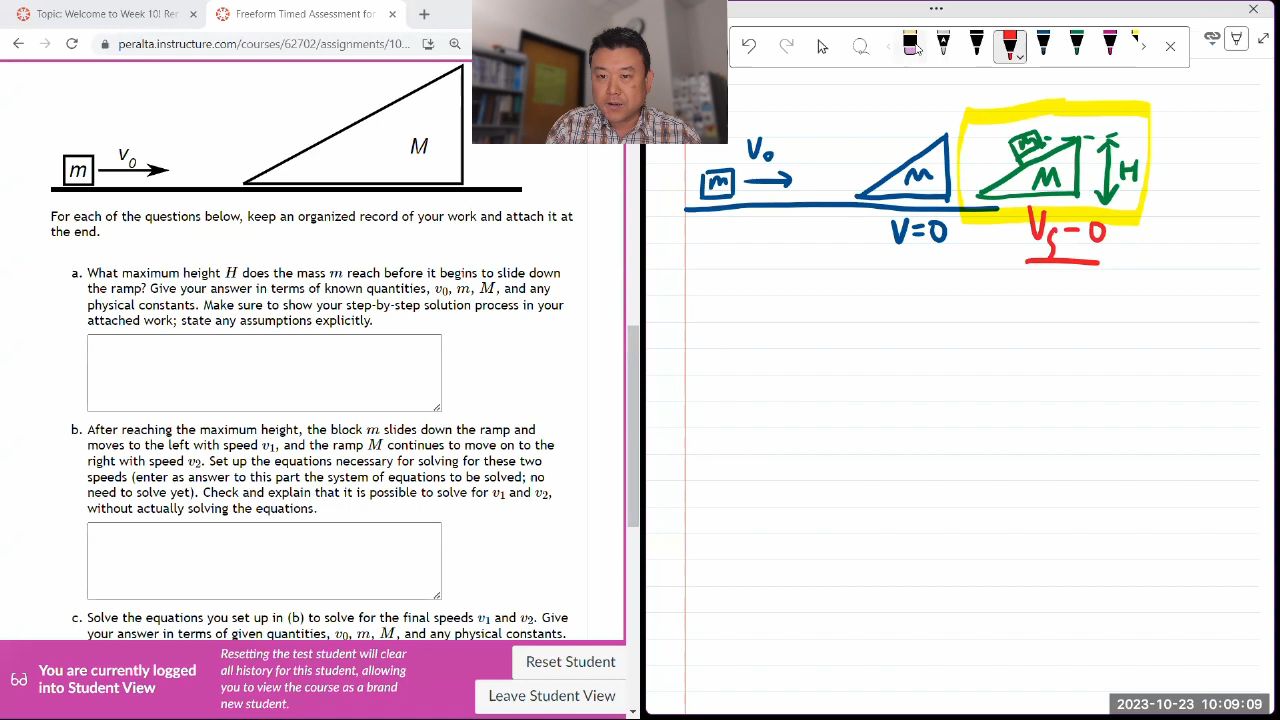 Topic: Welcome to Week 10! Rer
Freeform Timed Assessment for
peralta.instructure.com/courses/62702/assignments/10...
m
v0
M
For each of the questions below, keep an organized record of your work and attach it at
the end.
a. What maximum height H does the mass m reach before it begins to slide down
the ramp? Give your answer in terms of known quantities, v0, m, M, and any
physical constants. Make sure to show your step-by-step solution process in your
attached work; state any assumptions explicitly.
b. After reaching the maximum height, the block m slides down the ramp and
moves to the left with speed v1, and the ramp M continues to move on to the
right with speed v2. Set up the equations necessary for solving for these two
speeds (enter as answer to this part the system of equations to be solved; no
need to solve yet). Check and explain that it is possible to solve for v1 and v2,
without actually solving the equations.
c. Solve the equations you set up in (b) to solve for the final speeds v1 and v2. Give
your answer in terms of given quantities, v0, m, M, and any physical constants.
You are currently logged
into Student View
Resetting the test student will clear
all history for this student, allowing
you to view the course as a brand
new student.
Reset Student
Leave Student View
m
V0
M
V=0
m
M
H
Vf - 0
2023-10-23 10:09:09